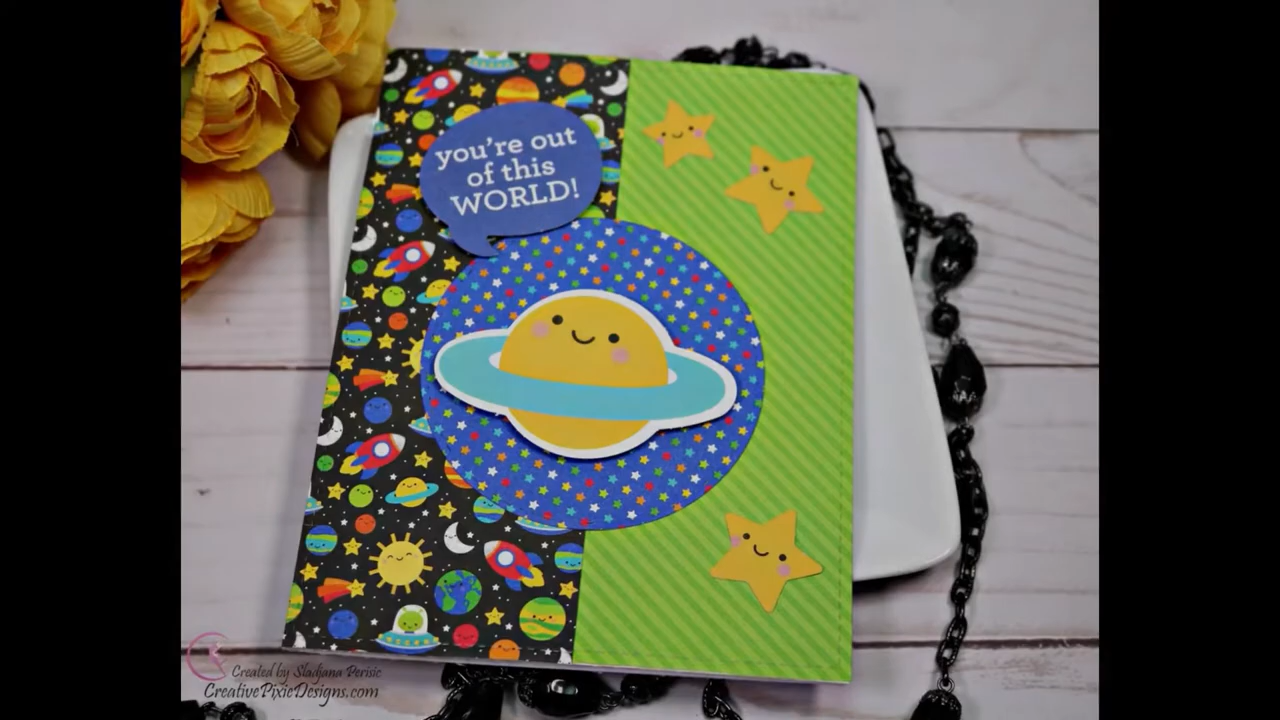 you're out
of this
WORLD!
Created by Sladjana Perisic
CreativePixieDesigns.com